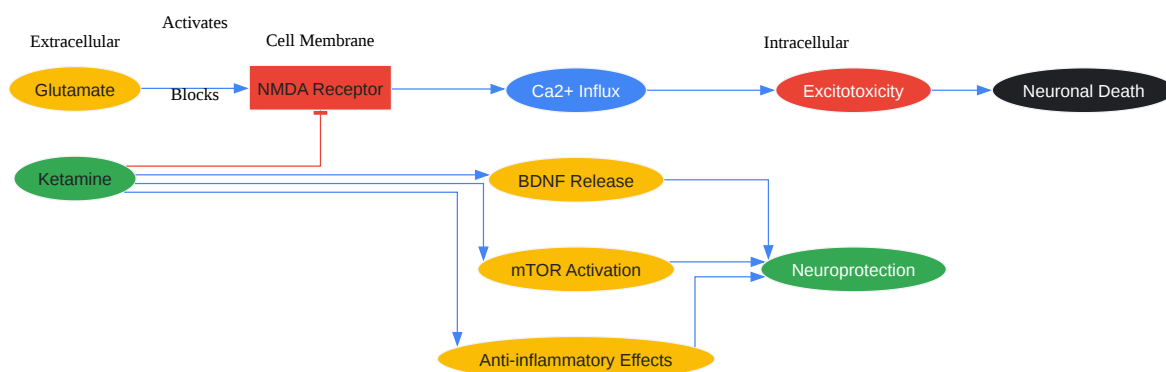 Activates
Extracellular
Cell Membrane
Intracellular
Glutamate
Blocks
NMDA Receptor
Ca2+ Influx
Excitotoxicity
Neuronal Death
Ketamine
BDNF Release
mTOR Activation
Neuroprotection
Anti-inflammatory Effects